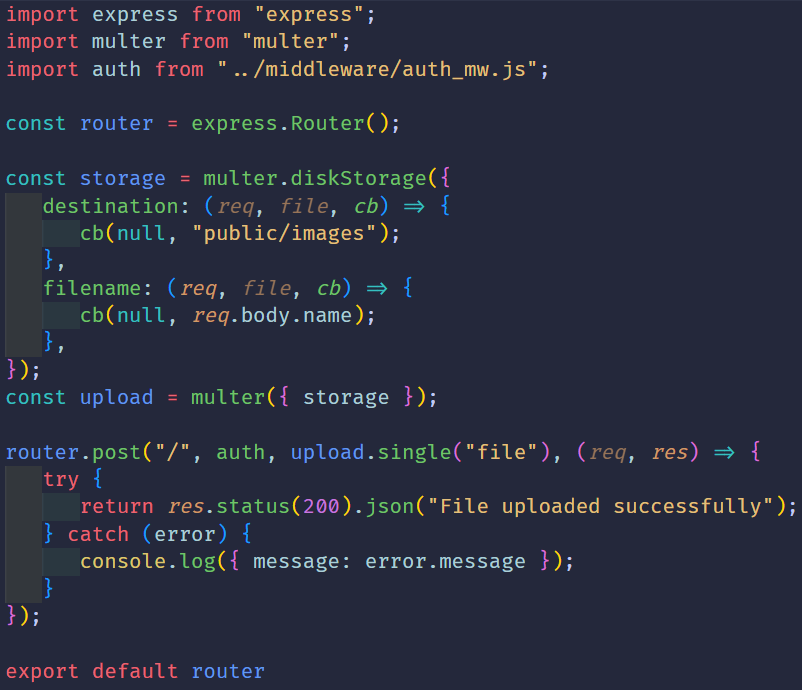 import express from "express";
import multer from "multer";
import auth from "../middleware/auth_mw.js";

const router = express.Router();

const storage = multer.diskStorage({
    destination: (req, file, cb) => {
        cb(null, "public/images");
    },
    filename: (req, file, cb) => {
        cb(null, req.body.name);
    },
});
const upload = multer({ storage });

router.post("/", auth, upload.single("file"), (req, res) => {
    try {
        return res.status(200).json("File uploaded successfully");
    } catch (error) {
        console.log({ message: error.message });
    }
});

export default router